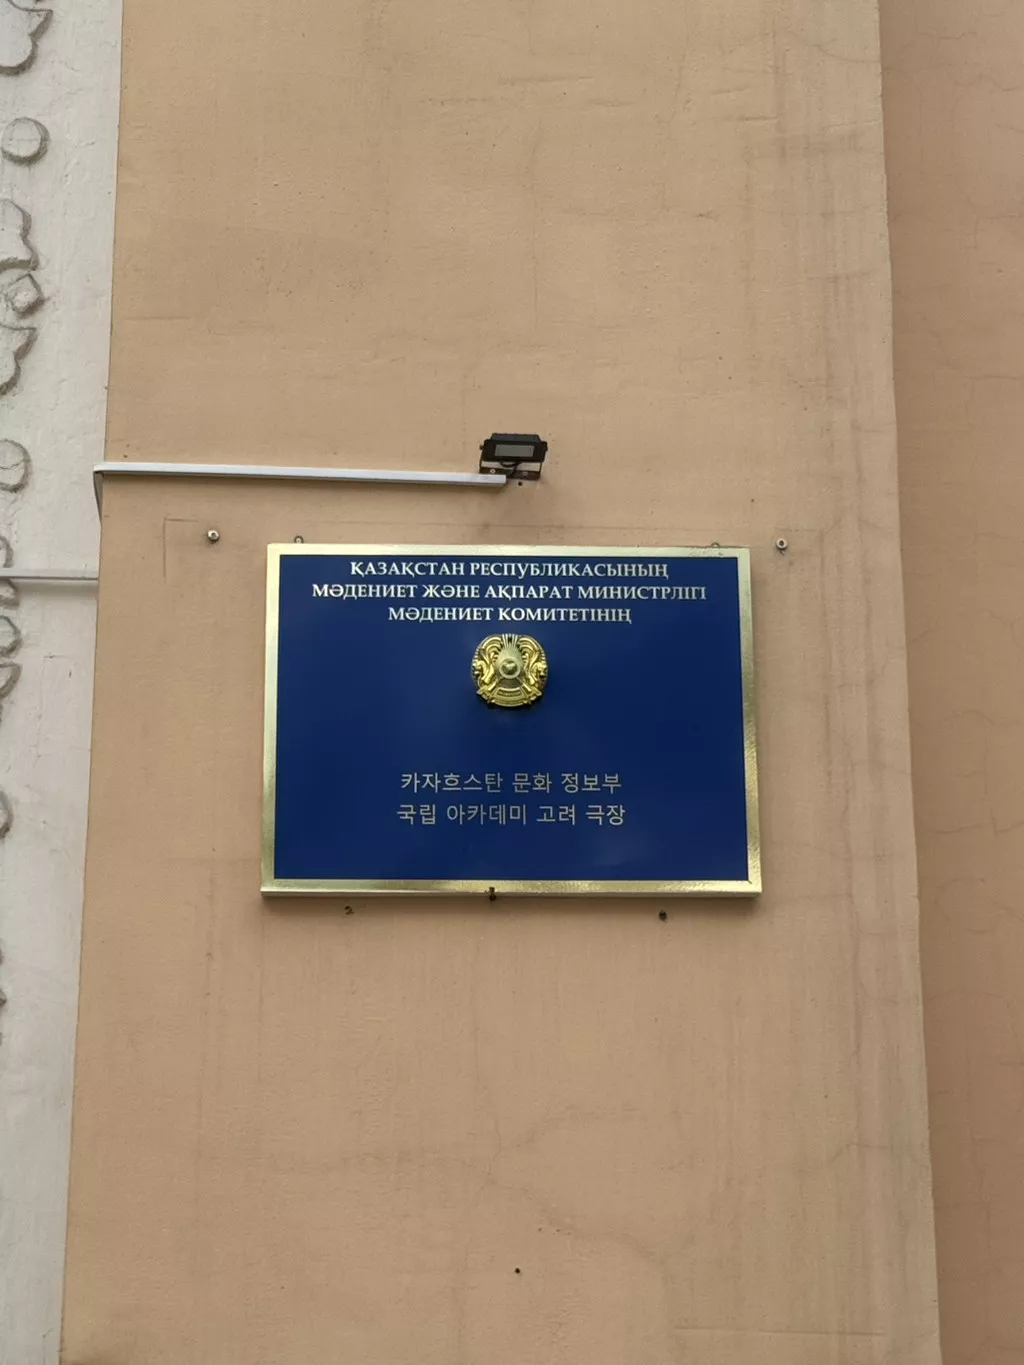 ҚАЗАҚСТАН РЕСПУБЛИКАСЫНЫҢ
МӘДЕНИЕТ ЖӘНЕ АҚПАРАТ МИНИСТРЛІГІ
МӘДЕНИЕТ КОМИТЕТІНІҢ
카자흐스탄 문화 정보부
국립 아카데미 고려 극장